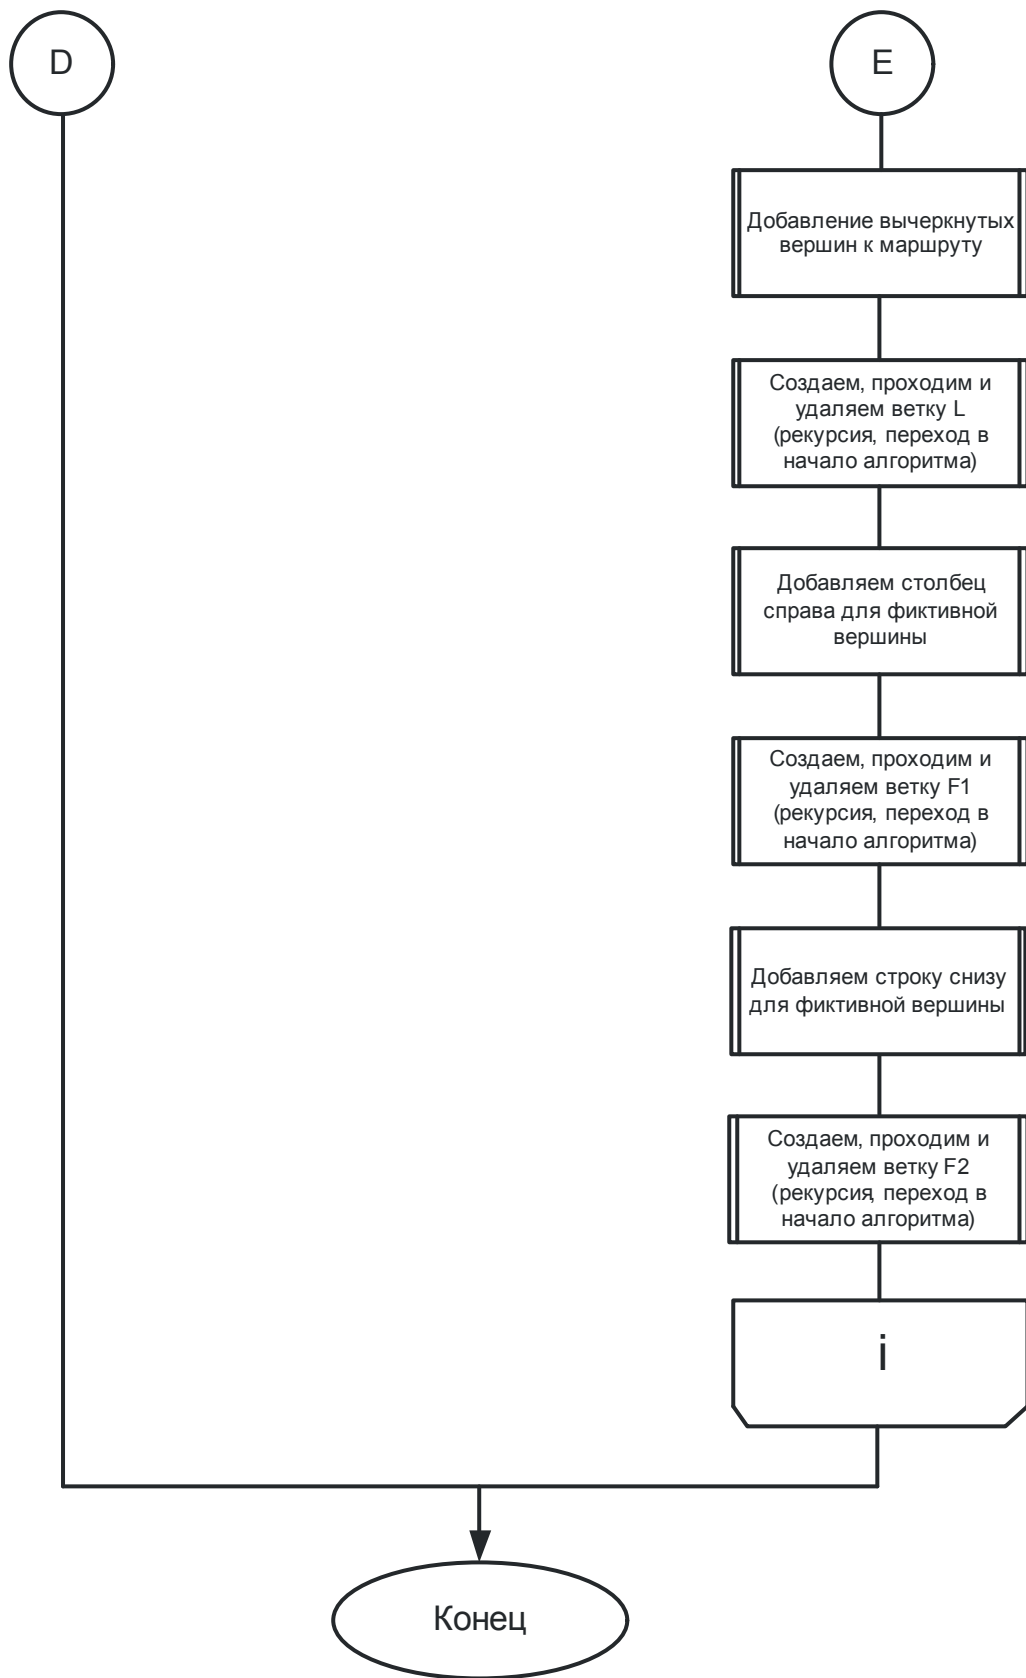 D
E
Добавление вычеркнутых
вершин к маршруту
Создаем, проходим и
удаляем ветку L
(рекурсия, переход в
начало алгоритма)
Добавляем столбец
справа для фиктивной
вершины
Создаем, проходим и
удаляем ветку F1
(рекурсия, переход в
начало алгоритма)
Добавляем строку снизу
для фиктивной вершины
Создаем, проходим и
удаляем ветку F2
(рекурсия, переход в
начало алгоритма)
i
Конец